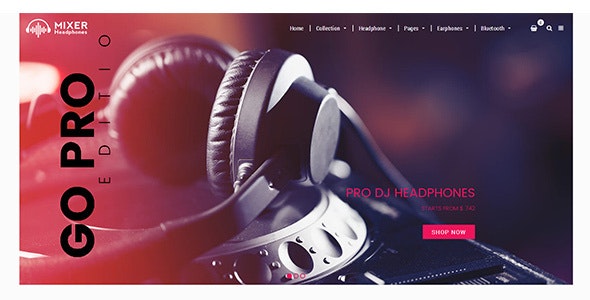 MIXER
Headphones
Home | Collection | Headphone | Pages | Earphones | Bluetooth
0
GO PRO
EDITIO
PRO DJ HEADPHONES
STARTS FROM $ 742
SHOP NOW